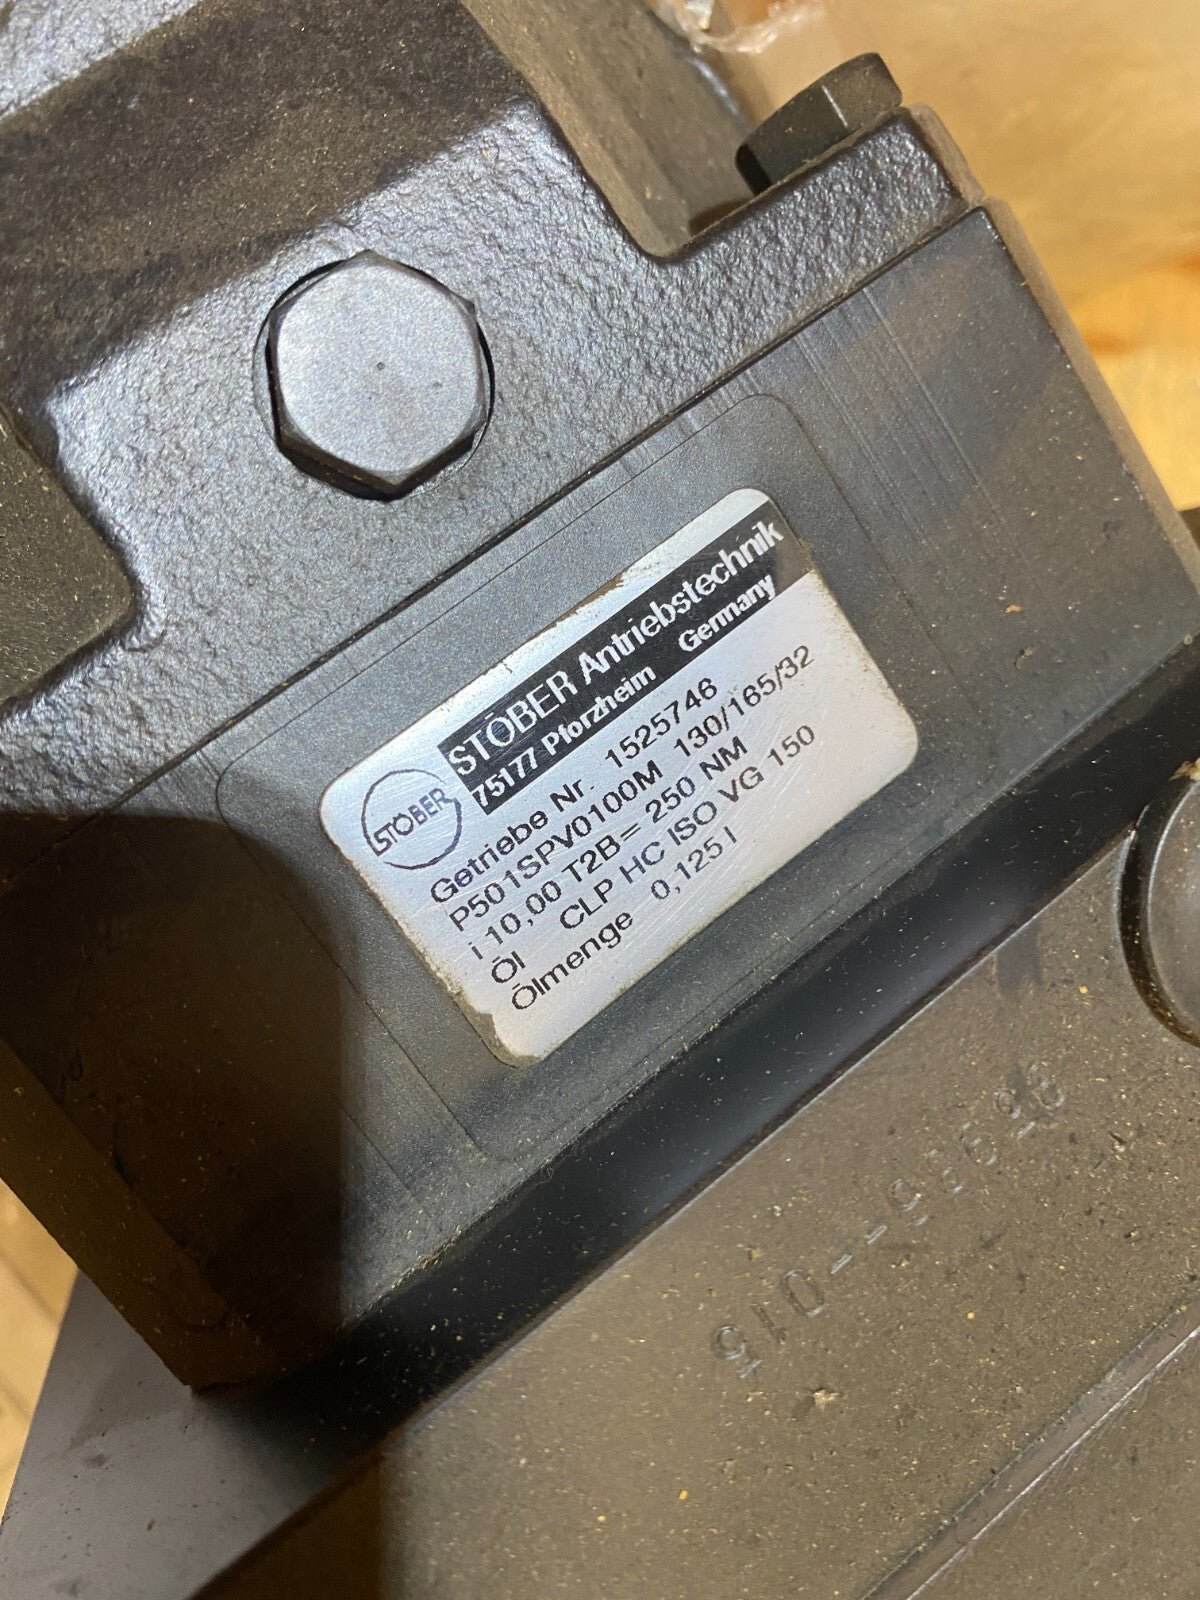 STÖBER
STÖBER Antriebstechnik
75177 Pforzheim Germany
Getriebe Nr. 1525746
P501SPV0100M 130/165/32
i 10,00 T2B= 250 NM
Öl CLP HC ISO VG 150
Ölmenge 0,125 l